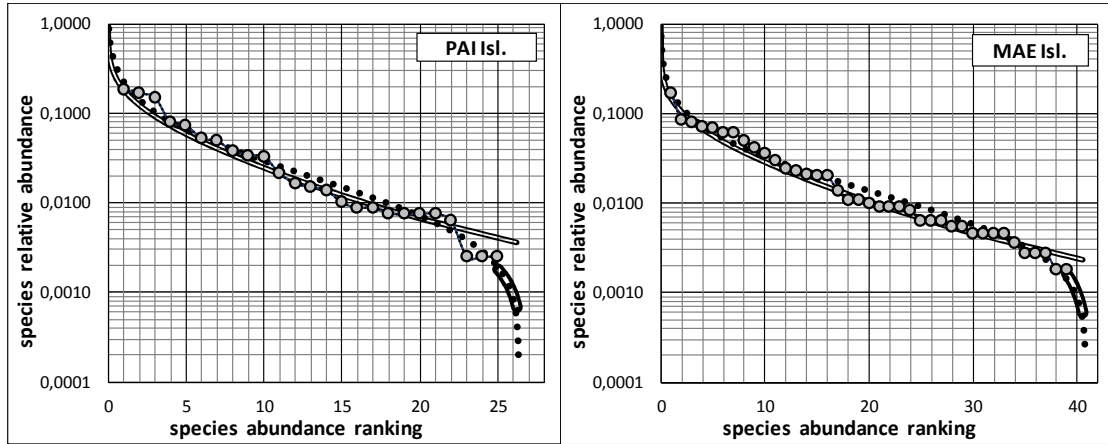 PAI Isl.
species relative abundance
1,0000
0,1000
0,0100
0,0010
0,0001
0 5 10 15 20 25
species abundance ranking
MAE Isl.
species relative abundance
1,0000
0,1000
0,0100
0,0010
0,0001
0 10 20 30 40
species abundance ranking